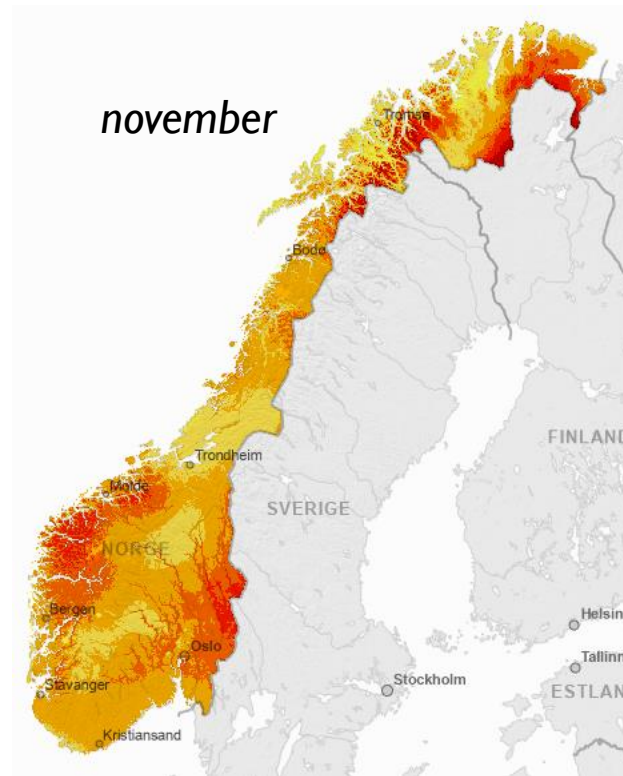 november
Tromsø
Bodø
Trondheim
FINLAND
Molde
SVERIGE
NORGE
Bergen
Helsin
Oslo
Tallinn
Stavanger
Stockholm
ESTLAN
Kristiansand